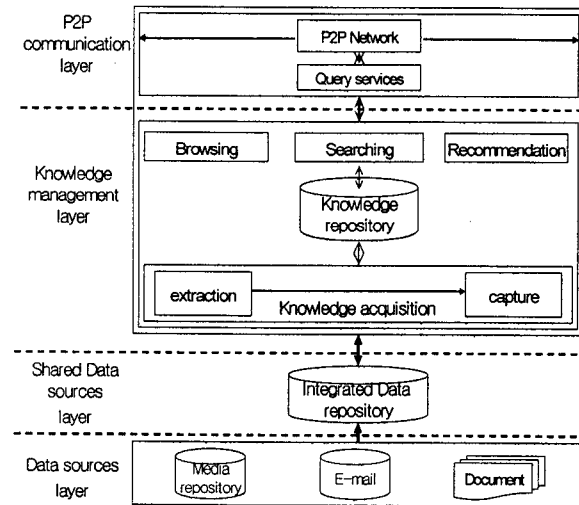 P2P
communication
layer
P2P Network
Query services
Knowledge
management
layer
Browsing
Searching
Recommendation
Knowledge
repository
extraction
Knowledge acquisition
capture
Shared Data
sources
layer
Integrated Data
repository
Data sources
layer
Media
repository
E-mail
Document